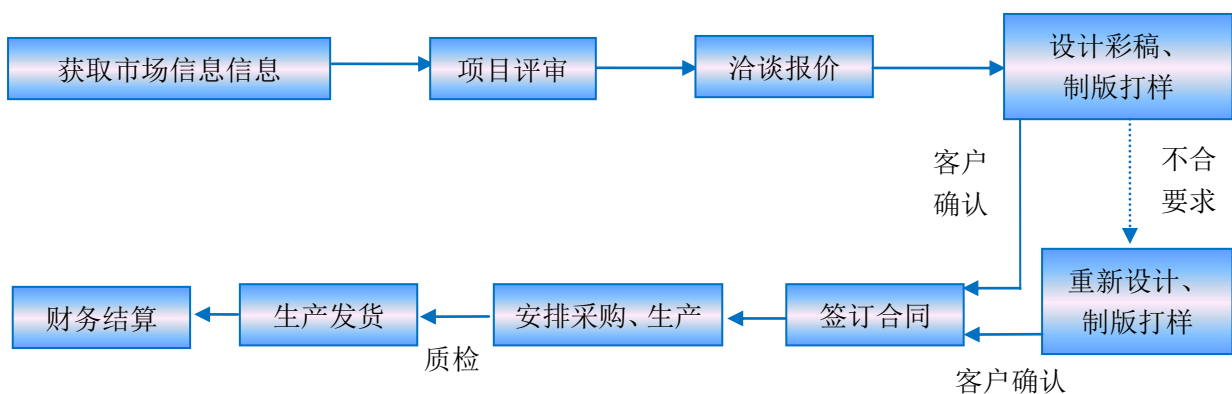 获取市场信息信息
项目评审
洽谈报价
设计彩稿、
制版打样
客户
确认
不合
要求
重新设计、
制版打样
客户确认
签订合同
安排采购、生产
质检
生产发货
财务结算